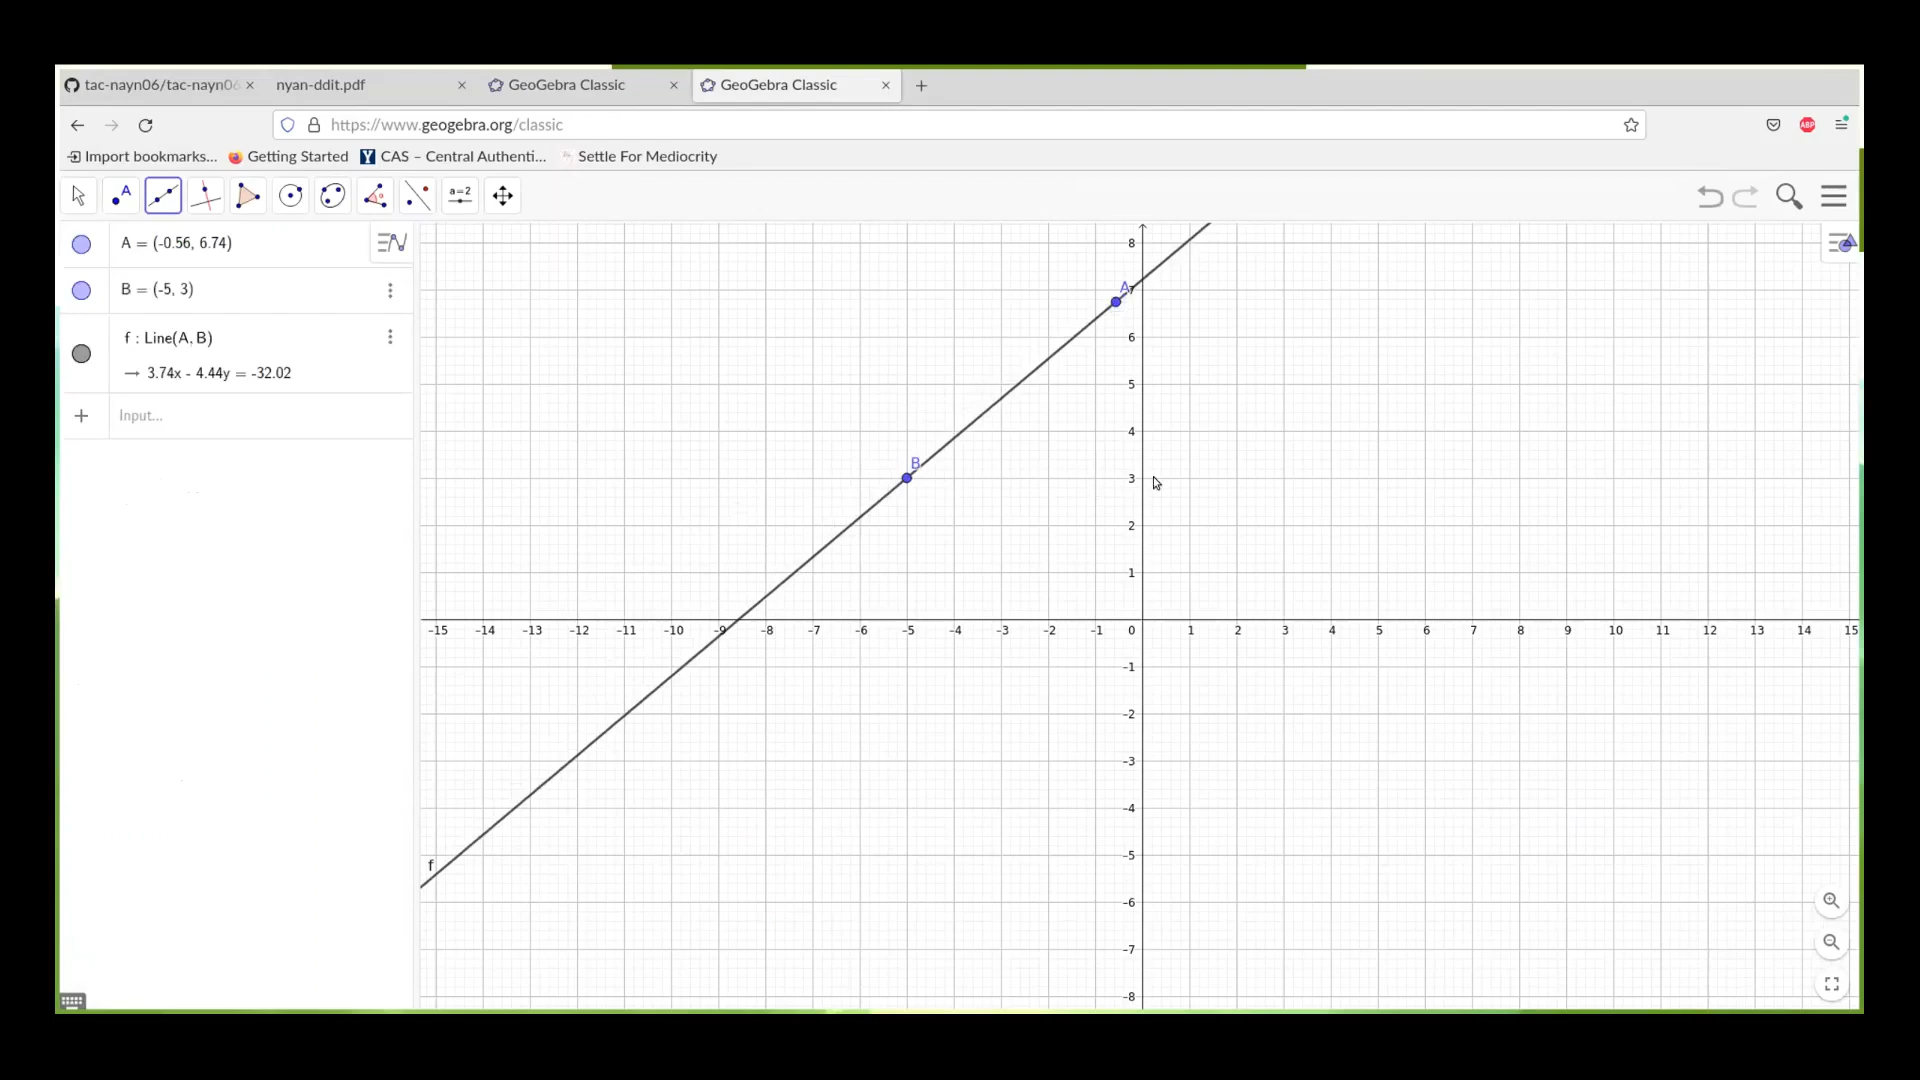 tac-nayn06/tac-nayn06 nyan-ddit.pdf GeoGebra Classic GeoGebra Classic
https://www.geogebra.org/classic
ABP
Import bookmarks... Getting Started CAS – Central Authenti... Settle For Mediocrity
A a=2
A = (-0.56, 6.74)
B = (-5, 3)
f : Line(A, B)
→ 3.74x - 4.44y = -32.02
Input...
8
A
7
6
5
4
B
3
2
1
-15 -14 -13 -12 -11 -10 -9 -8 -7 -6 -5 -4 -3 -2 -1 0 1 2 3 4 5 6 7 8 9 10 11 12 13 14 15
-1
-2
-3
-4
-5
f
-6
-7
-8